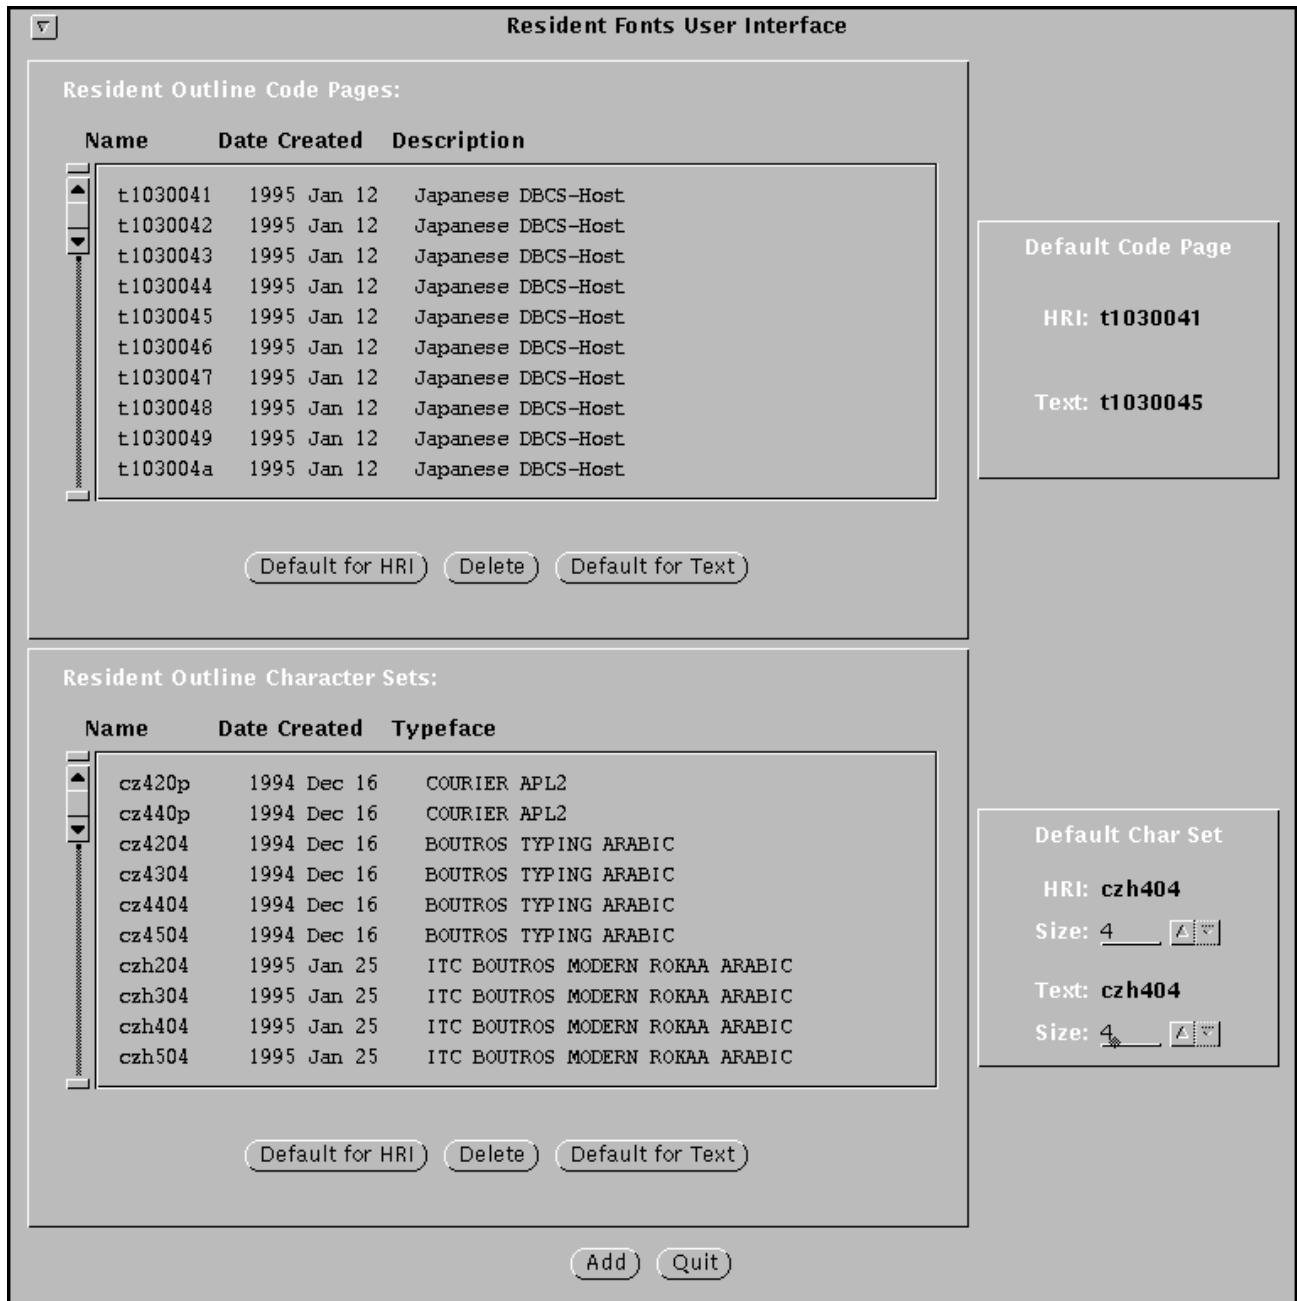 Resident Fonts User Interface
Resident Outline Code Pages:
Name Date Created Description
t1030041 1995 Jan 12 Japanese DBCS-Host
t1030042 1995 Jan 12 Japanese DBCS-Host
t1030043 1995 Jan 12 Japanese DBCS-Host
t1030044 1995 Jan 12 Japanese DBCS-Host
t1030045 1995 Jan 12 Japanese DBCS-Host
t1030046 1995 Jan 12 Japanese DBCS-Host
t1030047 1995 Jan 12 Japanese DBCS-Host
t1030048 1995 Jan 12 Japanese DBCS-Host
t1030049 1995 Jan 12 Japanese DBCS-Host
t103004a 1995 Jan 12 Japanese DBCS-Host
Default for HRI Delete Default for Text
Default Code Page
HRI: t1030041
Text: t1030045
Resident Outline Character Sets:
Name Date Created Typeface
cz420p 1994 Dec 16 COURIER APL2
cz440p 1994 Dec 16 COURIER APL2
cz4204 1994 Dec 16 BOUTROS TYPING ARABIC
cz4304 1994 Dec 16 BOUTROS TYPING ARABIC
cz4404 1994 Dec 16 BOUTROS TYPING ARABIC
cz4504 1994 Dec 16 BOUTROS TYPING ARABIC
czh204 1995 Jan 25 ITC BOUTROS MODERN ROKAA ARABIC
czh304 1995 Jan 25 ITC BOUTROS MODERN ROKAA ARABIC
czh404 1995 Jan 25 ITC BOUTROS MODERN ROKAA ARABIC
czh504 1995 Jan 25 ITC BOUTROS MODERN ROKAA ARABIC
Default for HRI Delete Default for Text
Default Char Set
HRI: czh404
Size: 4
Text: czh404
Size: 4
Add Quit